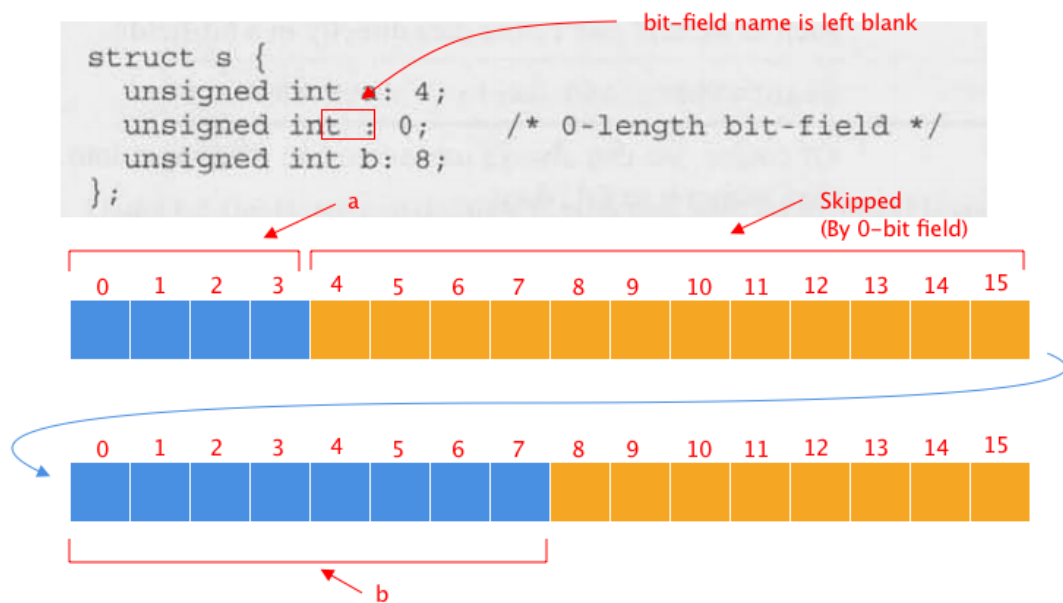 bit-field name is left blank
struct s {
unsigned int a: 4;
unsigned int : 0; /* 0-length bit-field */
unsigned int b: 8;
};
a
Skipped
(By 0-bit field)
0 1 2 3 4 5 6 7 8 9 10 11 12 13 14 15
0 1 2 3 4 5 6 7 8 9 10 11 12 13 14 15
b